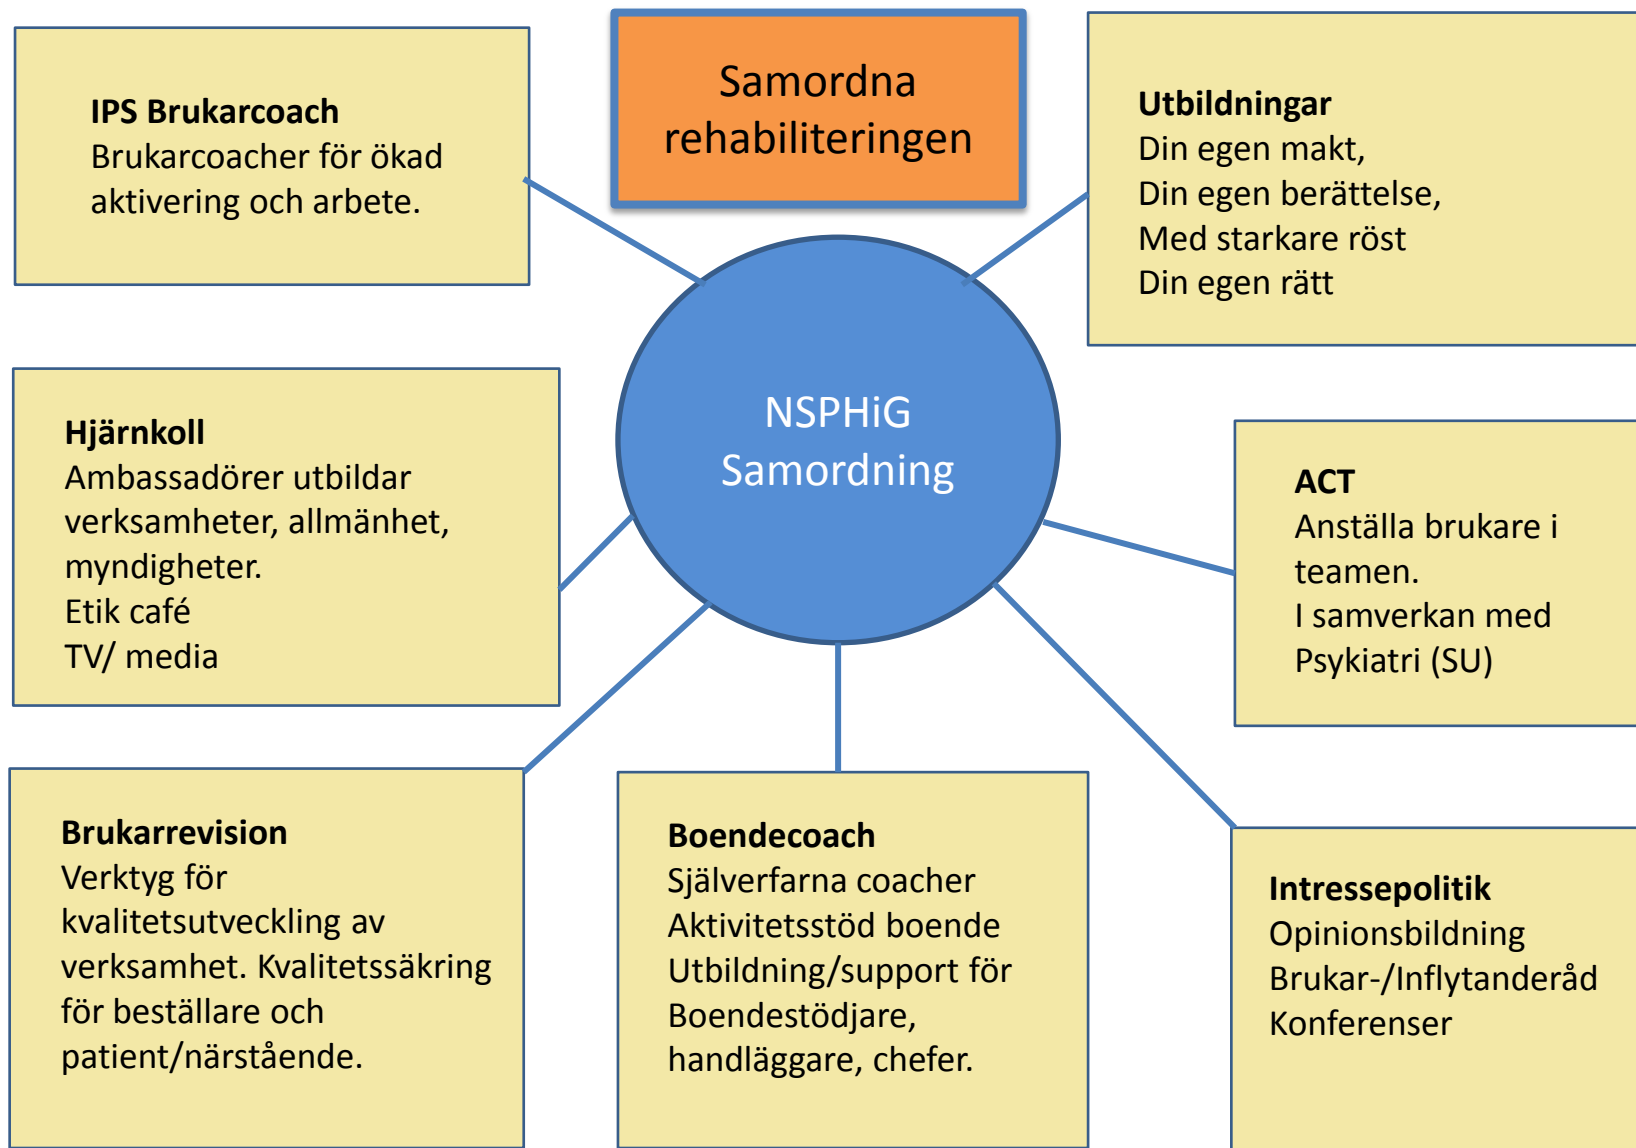 IPS Brukarcoach
Brukarcoacher för ökad
aktivering och arbete.
Samordna
rehabiliteringen
Utbildningar
Din egen makt,
Din egen berättelse,
Med starkare röst
Din egen rätt
Hjärnkoll
Ambassadörer utbildar
verksamheter, allmänhet,
myndigheter.
Etik café
TV/ media
NSPHiG
Samordning
ACT
Anställa brukare i
teamen.
I samverkan med
Psykiatri (SU)
Brukarrevision
Verktyg för
kvalitetsutveckling av
verksamhet. Kvalitetssäkring
för beställare och
patient/närstående.
Boendecoach
Själverfarna coacher
Aktivitetsstöd boende
Utbildning/support för
Boendestödjare,
handläggare, chefer.
Intressepolitik
Opinionsbildning
Brukar-/Inflytanderåd
Konferenser